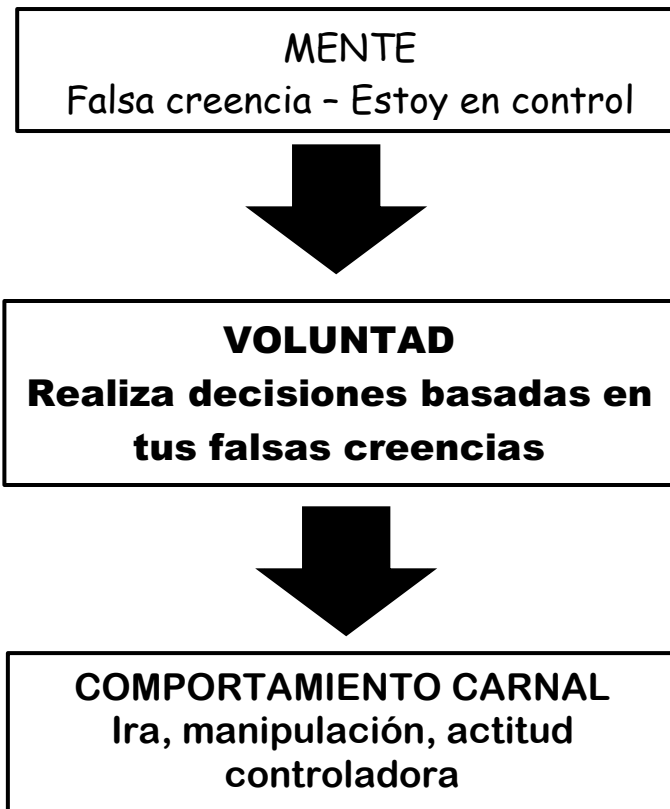 MENTE
Falsa creencia – Estoy en control
VOLUNTAD
Realiza decisiones basadas en
tus falsas creencias
COMPORTAMIENTO CARNAL
Ira, manipulación, actitud
controladora